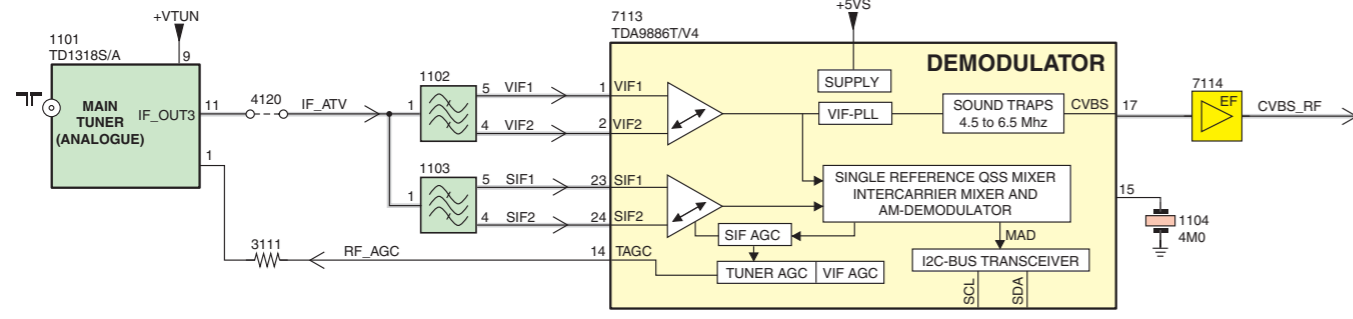 +VTUN
1101
TD1318S/A
9
MAIN
TUNER
(ANALOGUE)
IF_OUT3
11
4120
IF_ATV
1
3111
RF_AGC
1102
1
5
VIF1
4
VIF2
1103
1
5
SIF1
4
SIF2
7113
TDA9886T/V4
+5VS
DEMODULATOR
1
VIF1
2
VIF2
23
SIF1
24
SIF2
14
TAGC
SUPPLY
VIF-PLL
SOUND TRAPS
4.5 to 6.5 Mhz
CVBS
17
SINGLE REFERENCE QSS MIXER
INTERCARRIER MIXER AND
AM-DEMODULATOR
SIF AGC
TUNER AGC
VIF AGC
MAD
I2C-BUS TRANSCEIVER
SCL
SDA
7114
EF
CVBS_RF
15
1104
4M0